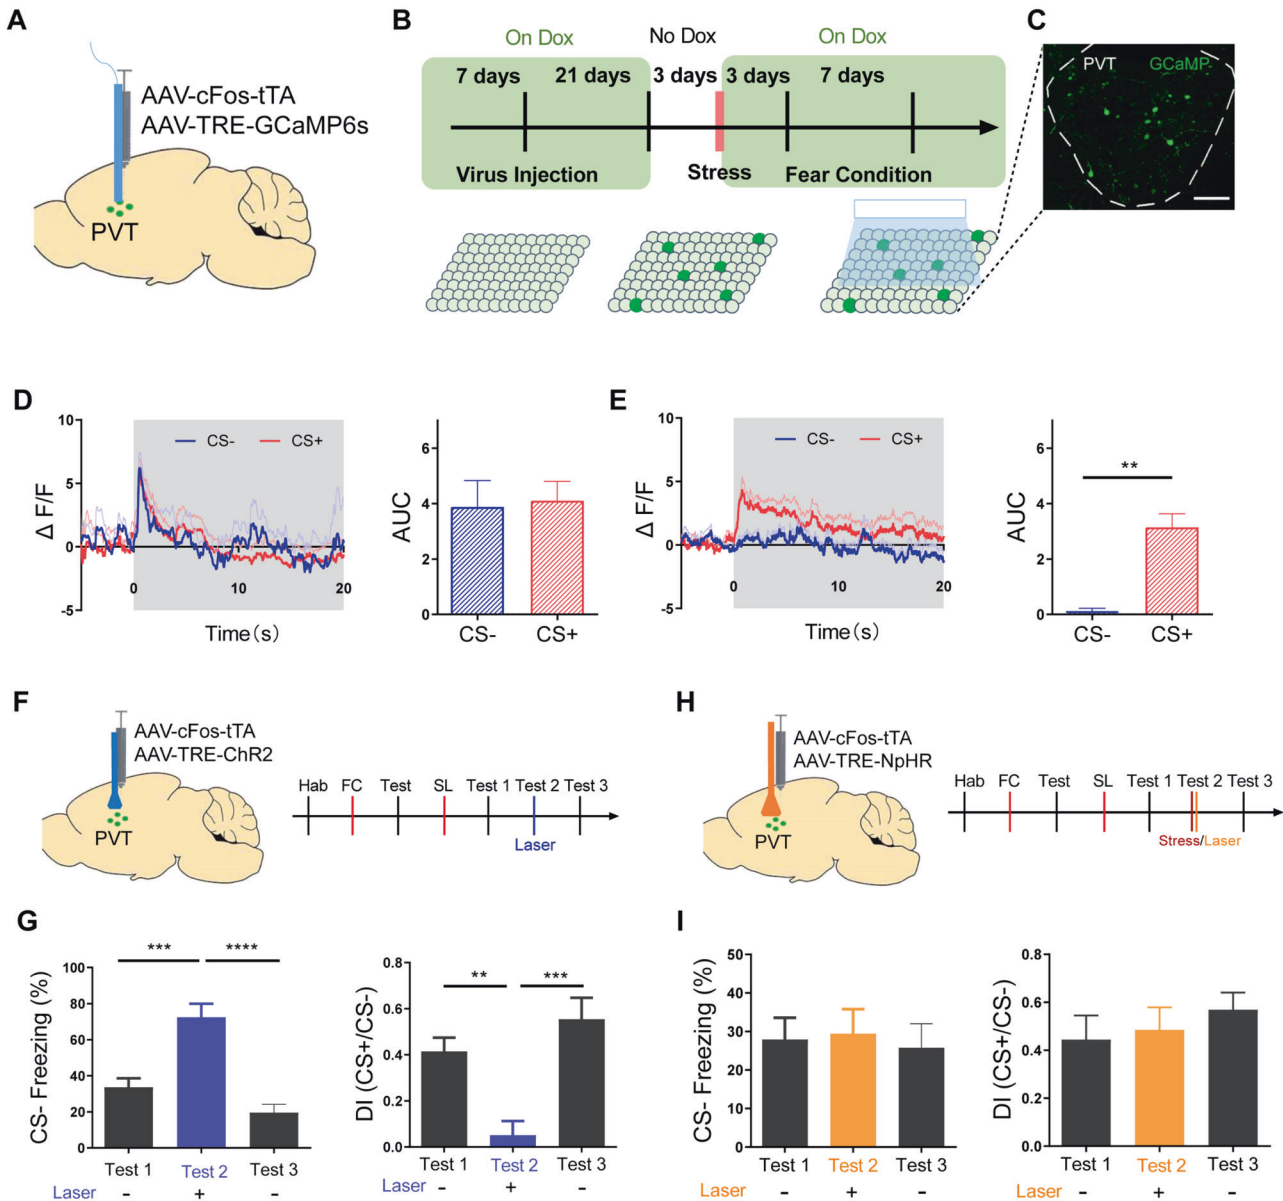 A
AAV-cFos-tTA
AAV-TRE-GCaMP6s
PVT
B
On Dox No Dox On Dox
7 days 21 days 3 days 3 days 7 days
Virus Injection Stress Fear Condition
C
PVT GCaMP
D
10
5
0
-5
Δ F/F
CS- CS+
0 10 20
Time(s)
6
4
2
0
AUC
CS- CS+
E
10
5
0
-5
Δ F/F
CS- CS+
0 10 20
Time(s)
6
4
2
0
AUC
**
CS- CS+
F
AAV-cFos-tTA
AAV-TRE-ChR2
PVT
Hab FC Test SL Test 1 Test 2 Test 3
Laser
H
AAV-cFos-tTA
AAV-TRE-NpHR
PVT
Hab FC Test SL Test 1 Test 2 Test 3
Stress/Laser
G
*** ****
100
80
60
40
20
0
CS- Freezing (%)
Test 1 Test 2 Test 3
Laser - + -
** ***
0.8
0.6
0.4
0.2
0.0
DI (CS+/CS-)
Test 1 Test 2 Test 3
Laser - + -
I
50
40
30
20
10
0
CS- Freezing (%)
Test 1 Test 2 Test 3
Laser - + -
0.8
0.6
0.4
0.2
0.0
DI (CS+/CS-)
Test 1 Test 2 Test 3
Laser - + -